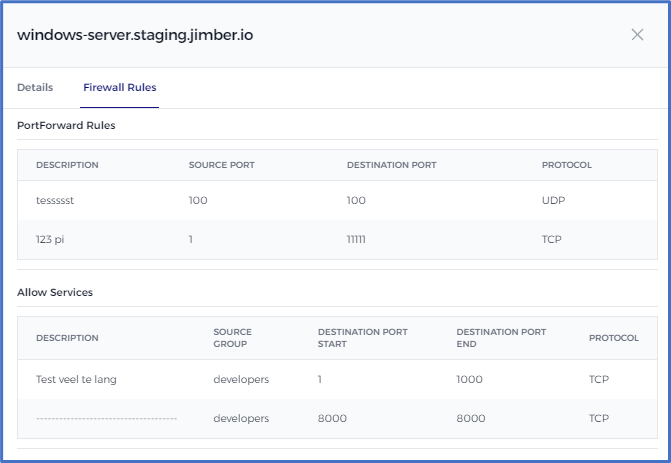 windows-server.staging.jimber.io
Details Firewall Rules
PortForward Rules
DESCRIPTION SOURCE PORT DESTINATION PORT PROTOCOL
tessssst 100 100 UDP
123 pi 1 11111 TCP
Allow Services
DESCRIPTION SOURCE GROUP DESTINATION PORT START DESTINATION PORT END PROTOCOL
Test veel te lang developers 1 1000 TCP
------------------------------------ developers 8000 8000 TCP